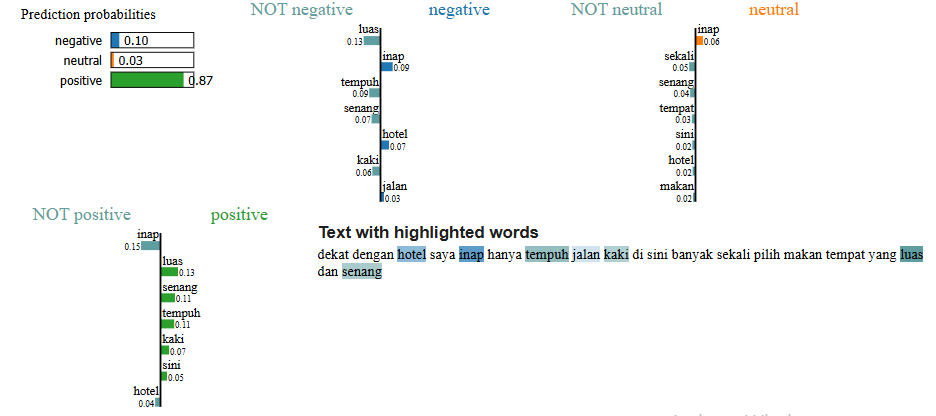 Prediction probabilities
negative 0.10
neutral 0.03
positive 0.87
NOT negative negative
luas
0.13
inap
0.09
tempuh
0.09
senang
0.07
hotel
0.07
kaki
0.06
jalan
0.03
NOT neutral neutral
inap
0.06
sekali
0.05
senang
0.04
tempat
0.03
sini
0.02
hotel
0.02
makan
0.02
NOT positive positive
inap
0.15
luas
0.13
senang
0.11
tempuh
0.11
kaki
0.07
sini
0.05
hotel
0.04
Text with highlighted words
dekat dengan hotel saya inap hanya tempuh jalan kaki di sini banyak sekali pilih makan tempat yang luas
dan senang